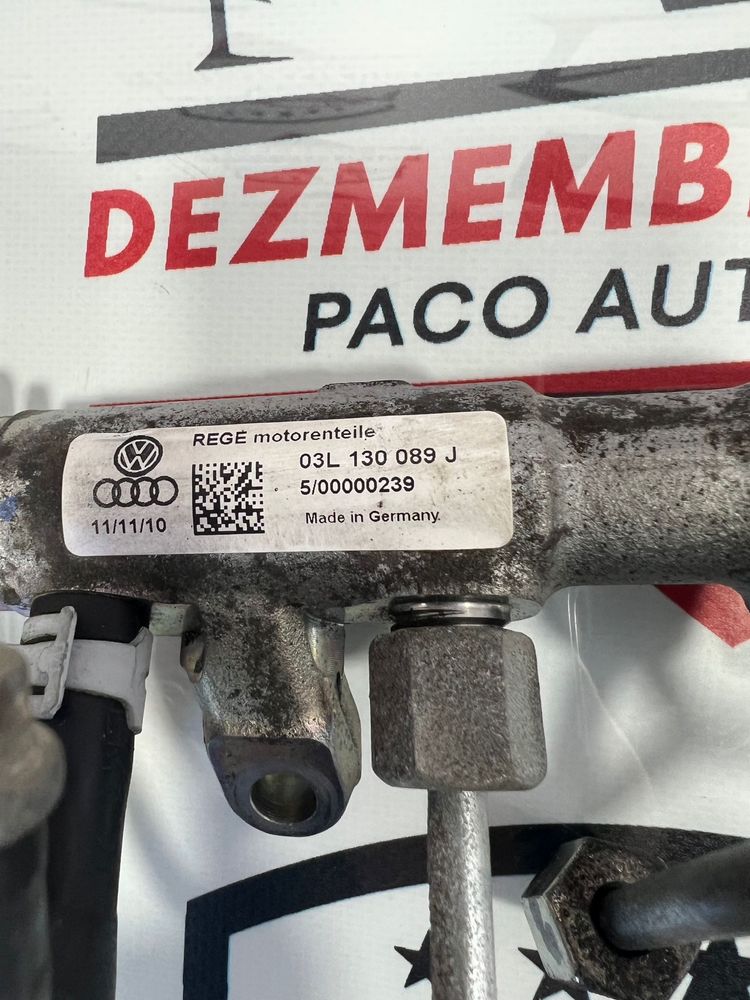 DEZMEMB
PACO AUT
REGE motorenteile
03L 130 089 J
5/00000239
11/11/10
Made in Germany.